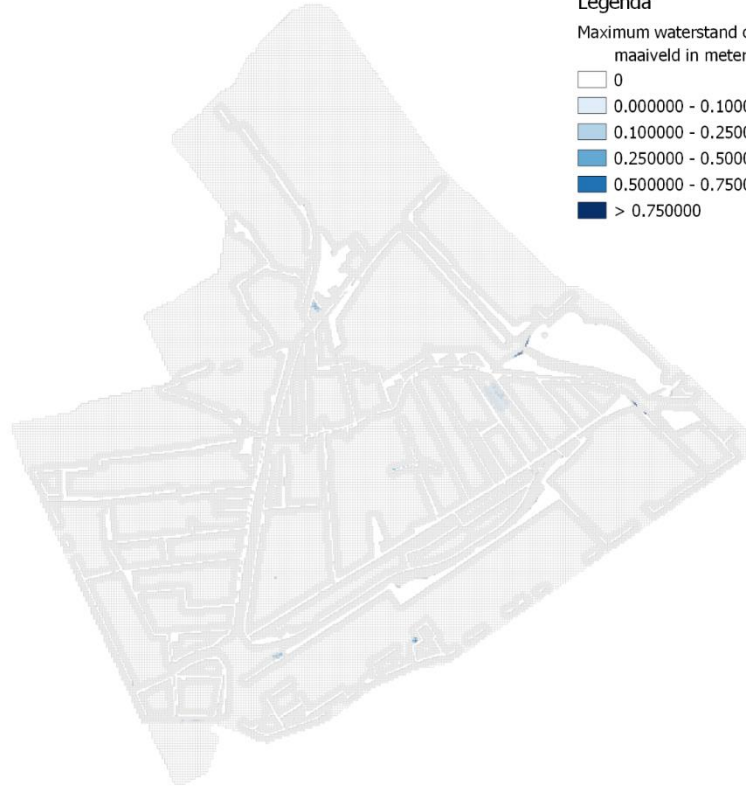 Legenda
Maximum waterstand
maaiveld in meter
0
0.000000 - 0.1000
0.100000 - 0.2500
0.250000 - 0.5000
0.500000 - 0.7500
> 0.750000